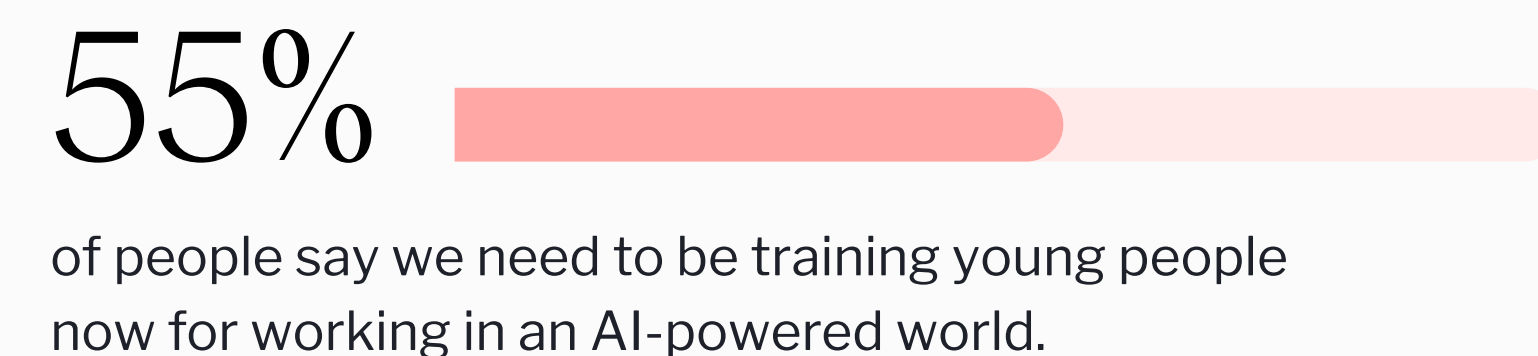 55%
of people say we need to be training young people
now for working in an AI-powered world.